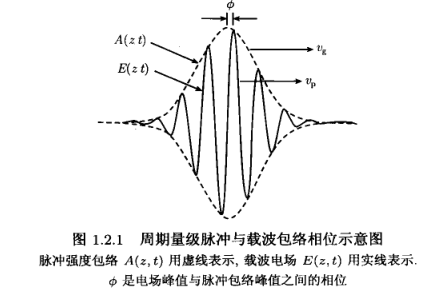 ϕ
A(z t)
v_g
E(z t)
v_p
图 1.2.1 周期量级脉冲与载波包络相位示意图
脉冲强度包络 A(z,t) 用虚线表示, 载波电场 E(z,t) 用实线表示.
ϕ 是电场峰值与脉冲包络峰值之间的相位